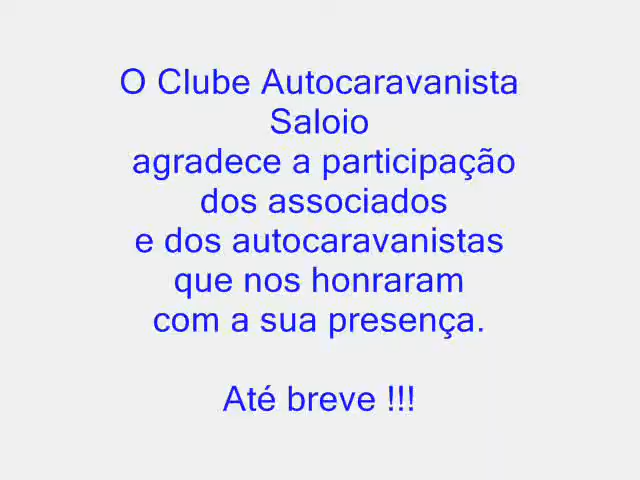 O Clube Autocaravanista
Saloio
agradece a participação
dos associados
e dos autocaravanistas
que nos honraram
com a sua presença.
Até breve !!!